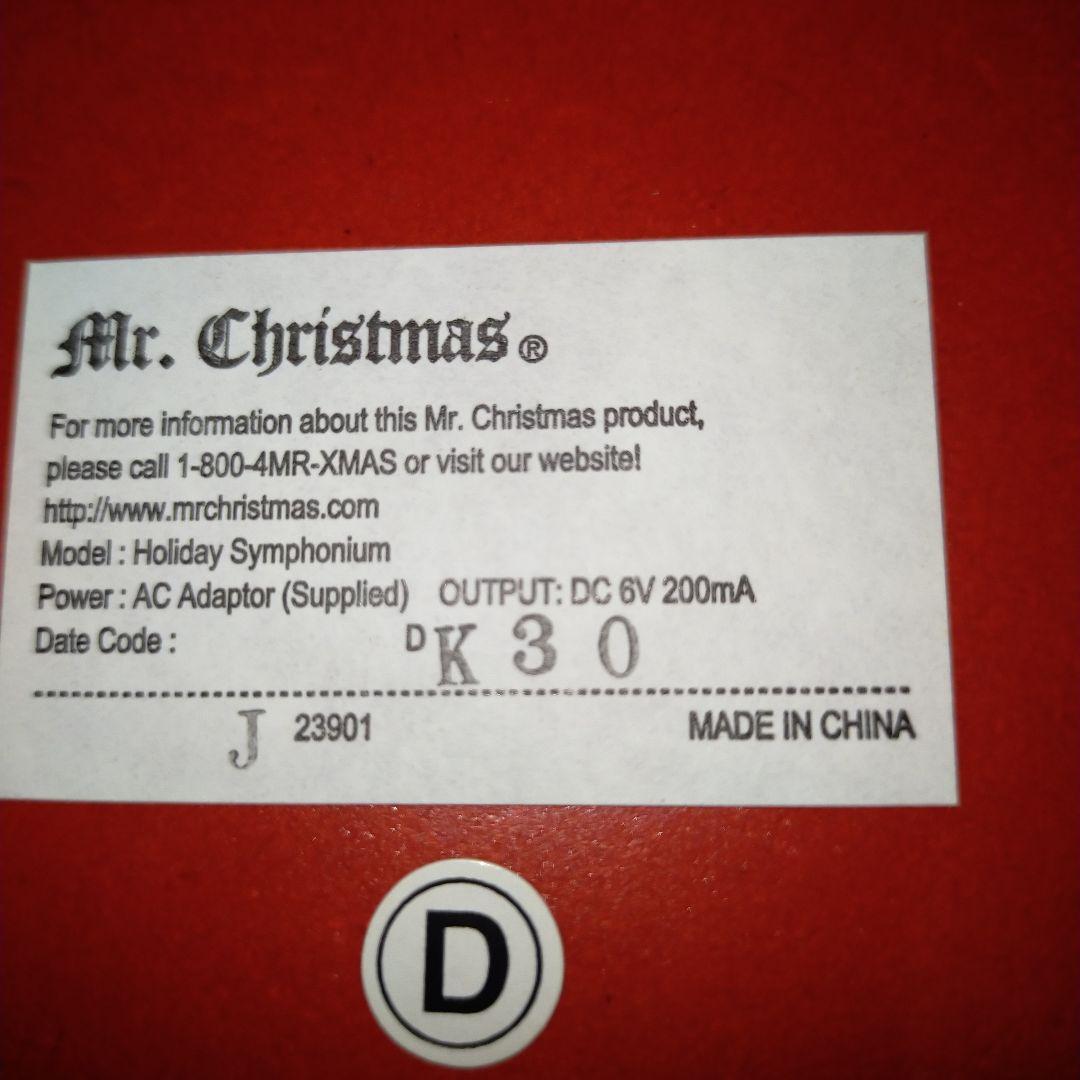 Mr. Christmas®
For more information about this Mr. Christmas product,
please call 1-800-4MR-XMAS or visit our website!
http://www.mrchristmas.com
Model : Holiday Symphonium
Power : AC Adaptor (Supplied) OUTPUT: DC 6V 200mA
Date Code : D K 3 0
J 23901 MADE IN CHINA
D